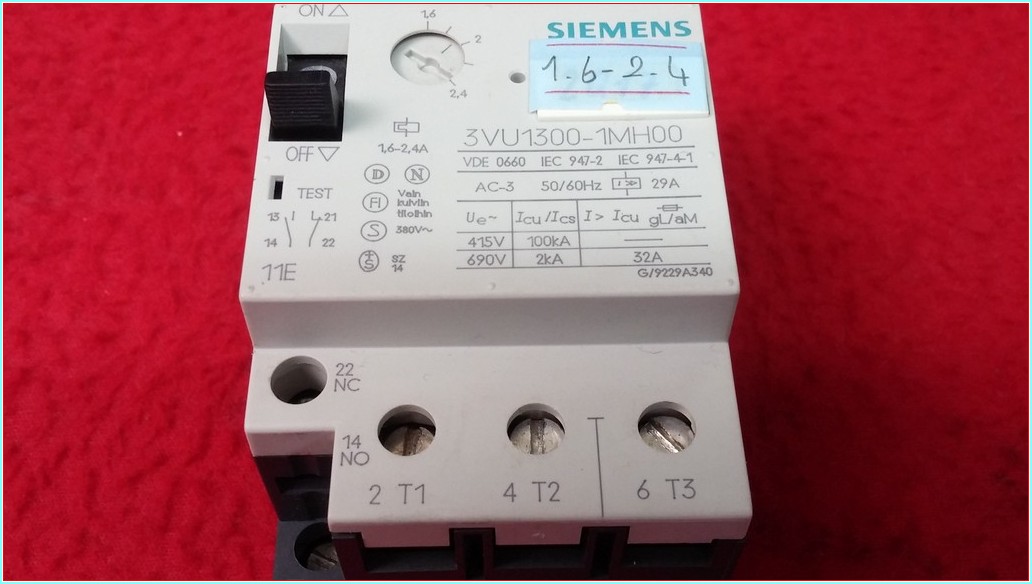 ON △
1,6
2
2,4
SIEMENS
1.6-2.4
3VU1300-1MH00
1,6-2,4A
OFF ▽
VDE 0660 IEC 947-2 IEC 947-4-1
AC-3 50/60Hz I>> 29A
TEST
D N
FI Vain kuiviin tiloihin
S 380V~
SZ 14
13 21
14 22
11E
Ue~ Icu/Ics I> Icu gL/aM
415V 100kA —
690V 2kA 32A
G/9229A340
22
NC
14
NO
2 T1 4 T2 6 T3